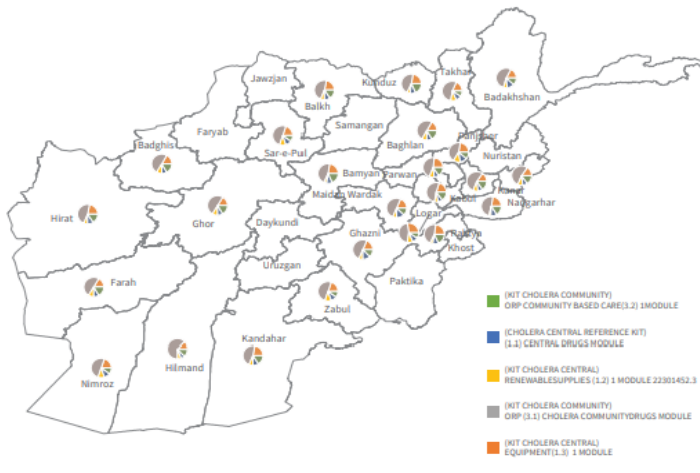 Jawzjan
Kunduz
Takhar
Badakhshan
Balkh
Faryab
Samangan
Baghlan
Badghis
Sar-e-Pul
Panjsher
Nuristan
Bamyan
Parwan
Maidan Wardak
Kabul
Kunar
Nangarhar
Hirat
Ghor
Daykundi
Logar
Ghazni
Paktya
Khost
Uruzgan
Farah
Paktika
Zabul
Kandahar
Hilmand
Nimroz
(KIT CHOLERA COMMUNITY)
ORP COMMUNITY BASED CARE(3.2) 1MODULE
(CHOLERA CENTRAL REFERENCE KIT)
(1.1) CENTRAL DRUGS MODULE
(KIT CHOLERA CENTRAL)
RENEWABLESUPPLIES (1.2) 1 MODULE 22301452.3
(KIT CHOLERA COMMUNITY)
ORP (3.1) CHOLERA COMMUNITYDRUGS MODULE
(KIT CHOLERA CENTRAL)
EQUIPMENT(1.3) 1 MODULE